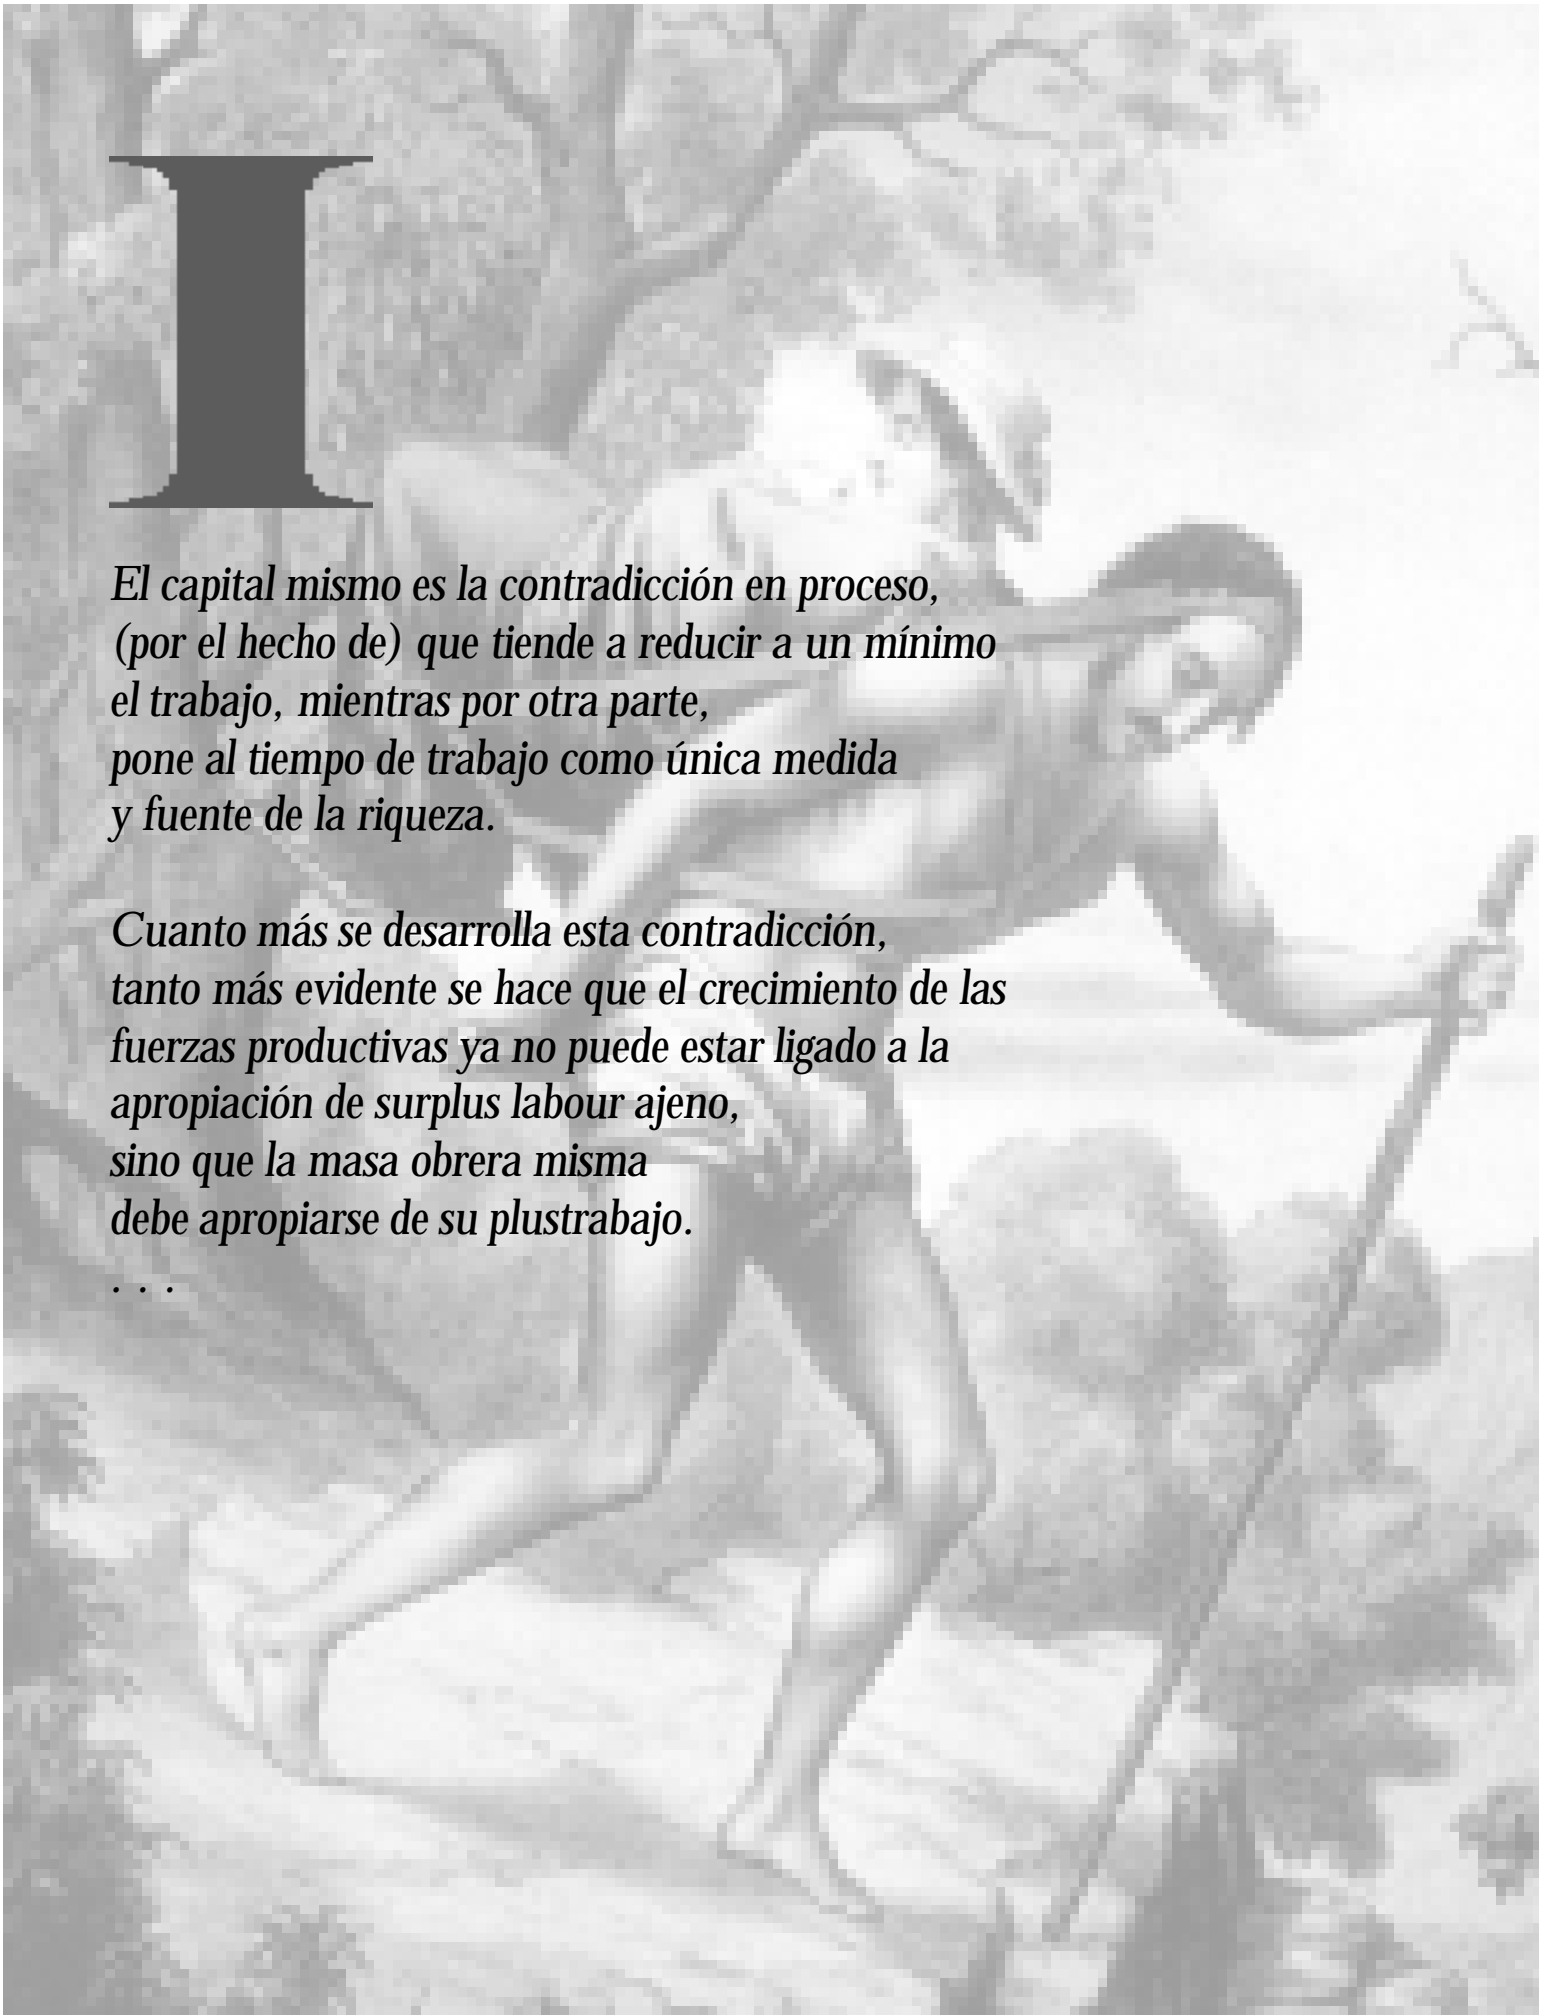 I
El capital mismo es la contradicción en proceso,
(por el hecho de) que tiende a reducir a un mínimo
el trabajo, mientras por otra parte,
pone al tiempo de trabajo como única medida
y fuente de la riqueza.
Cuanto más se desarrolla esta contradicción,
tanto más evidente se hace que el crecimiento de las
fuerzas productivas ya no puede estar ligado a la
apropiación de surplus labour ajeno,
sino que la masa obrera misma
debe apropiarse de su plustrabajo.
. . .